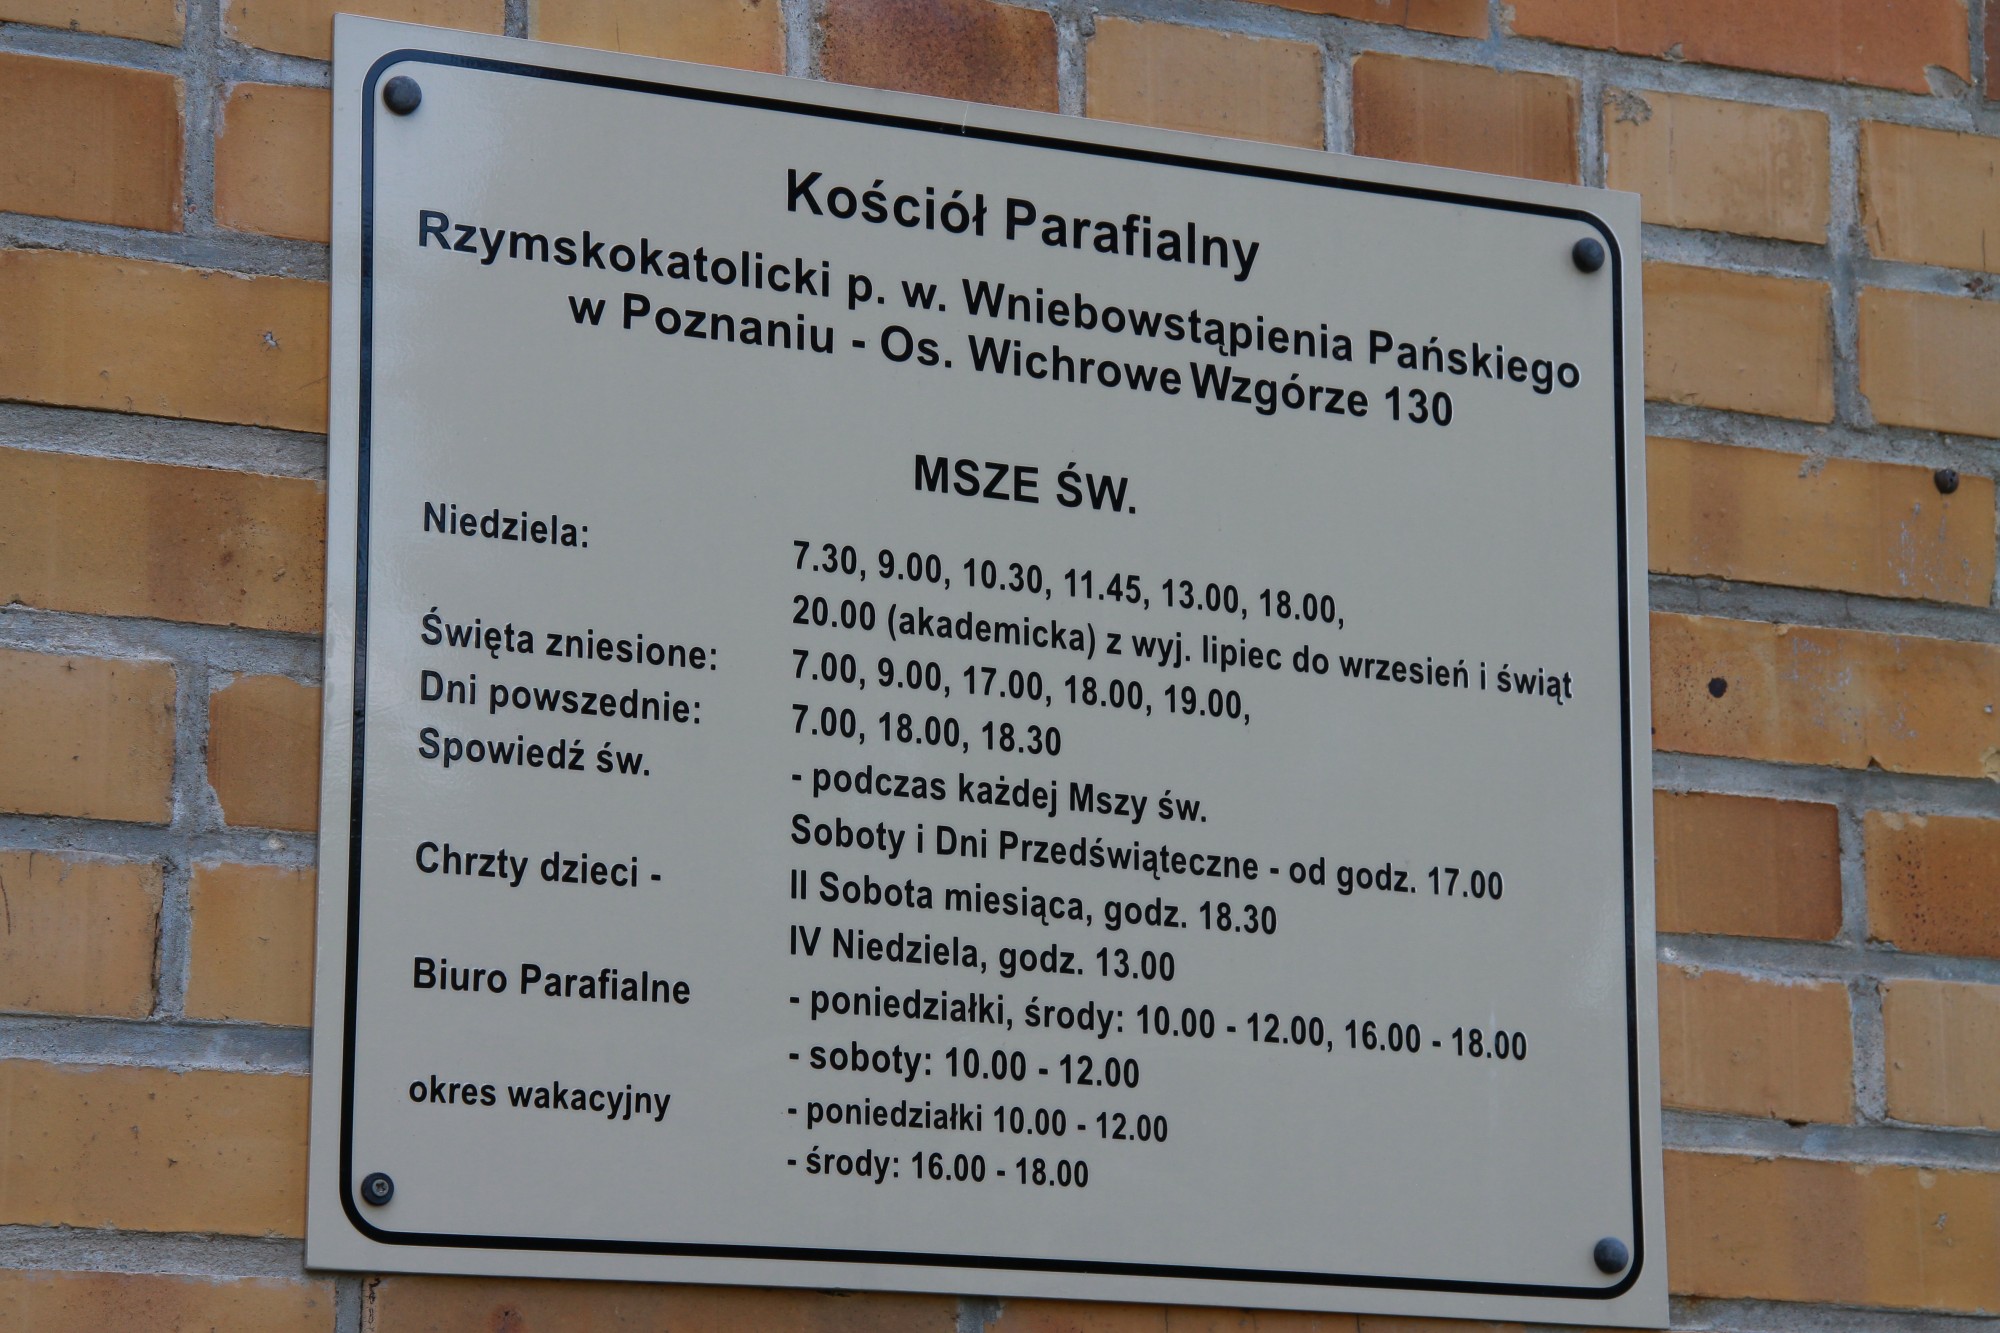 Kościół Parafialny
Rzymskokatolicki p. w. Wniebowstąpienia Pańskiego
w Poznaniu - Os. Wichrowe Wzgórze 130
MSZE ŚW.
Niedziela: 7.30, 9.00, 10.30, 11.45, 13.00, 18.00,
20.00 (akademicka) z wyj. lipiec do wrzesień i świąt
Święta zniesione: 7.00, 9.00, 17.00, 18.00, 19.00,
Dni powszednie: 7.00, 18.00, 18.30
Spowiedź św. - podczas każdej Mszy św.
Soboty i Dni Przedświąteczne - od godz. 17.00
Chrzty dzieci - II Sobota miesiąca, godz. 18.30
IV Niedziela, godz. 13.00
Biuro Parafialne - poniedziałki, środy: 10.00 - 12.00, 16.00 - 18.00
- soboty: 10.00 - 12.00
okres wakacyjny - poniedziałki 10.00 - 12.00
- środy: 16.00 - 18.00